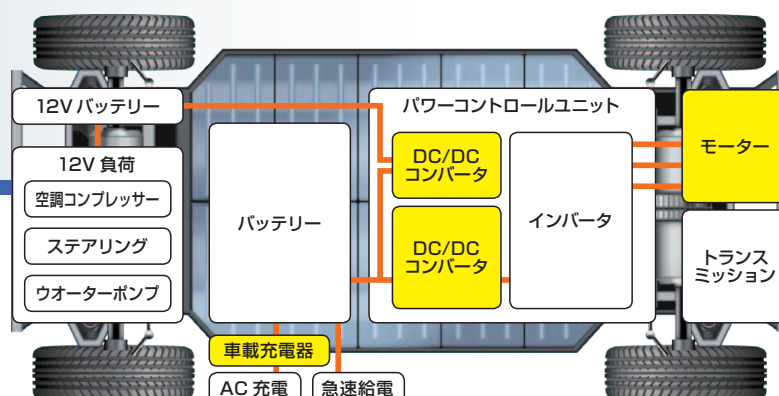 12Vバッテリー
12V 負荷
空調コンプレッサー
ステアリング
ウオーターポンプ
バッテリー
車載充電器
AC 充電
急速給電
パワーコントロールユニット
DC/DC
コンバータ
DC/DC
コンバータ
インバータ
モーター
トランス
ミッション